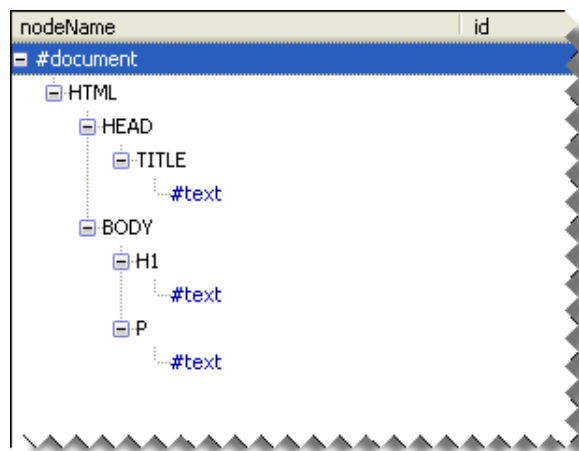 nodeName id
#document
HTML
HEAD
TITLE
#text
BODY
H1
#text
P
#text